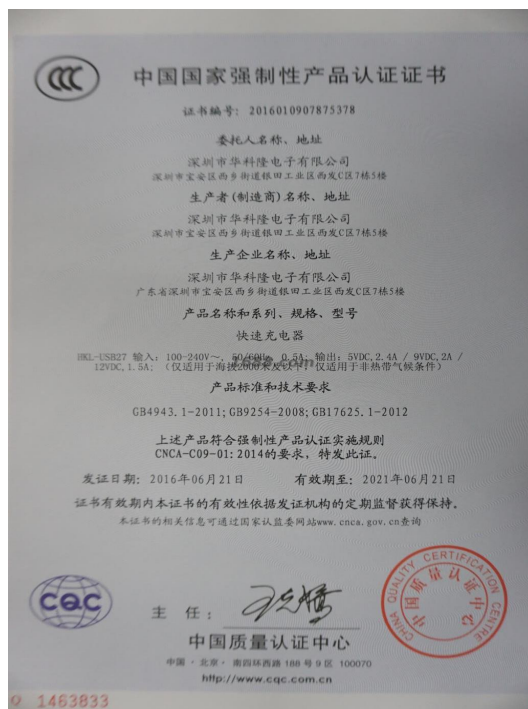 中国国家强制性产品认证证书
证书编号: 2016010907875378
委托人名称、地址
深圳市华科隆电子有限公司
深圳市宝安区西乡街道银田工业区西发C区7栋5楼
生产者(制造商)名称、地址
深圳市华科隆电子有限公司
深圳市宝安区西乡街道银田工业区西发C区7栋5楼
生产企业名称、地址
深圳市华科隆电子有限公司
广东省深圳市宝安区西乡街道银田工业区西发C区7栋5楼
产品名称和系列、规格、型号
快速充电器
HKL-USB27 输入: 100-240V～, 50/60Hz, 0.5A; 输出: 5VDC,2.4A / 9VDC,2A /
12VDC,1.5A; (仅适用于海拔2000米及以下, 仅适用于非热带气候条件)
产品标准和技术要求
GB4943.1-2011; GB9254-2008; GB17625.1-2012
上述产品符合强制性产品认证实施规则
CNCA-C09-01: 2014的要求, 特发此证。
发证日期: 2016年06月21日 有效期至: 2021年06月21日
证书有效期内本证书的有效性依据发证机构的定期监督获得保持。
本证书的相关信息可通过国家认监委网站www.cnca.gov.cn查询
CQC
主 任:
CHINA QUALITY CERTIFICATION CENTRE
中国质量认证中心
中国质量认证中心
中国·北京·南四环西路188号9区 100070
http://www.cqc.com.cn
1463833